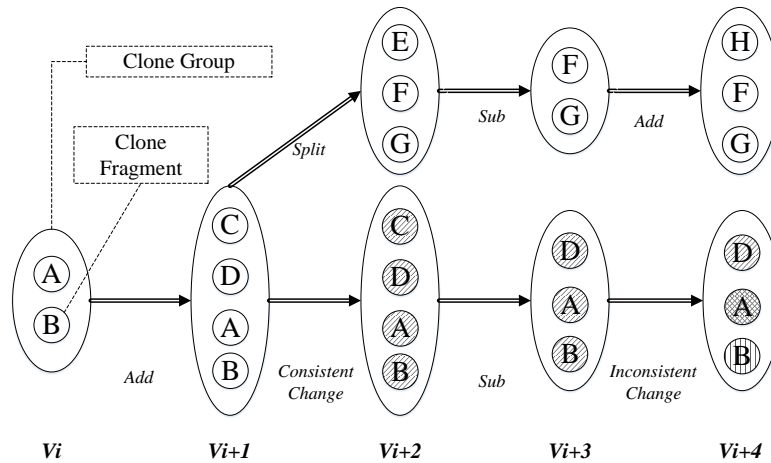 Clone Group
Clone
Fragment
E
F
G
F
G
H
F
G
Split
Sub
Add
A
B
C
D
A
B
C
D
A
B
D
A
B
D
A
B
Add
Consistent
Change
Sub
Inconsistent
Change
Vi
Vi+1
Vi+2
Vi+3
Vi+4